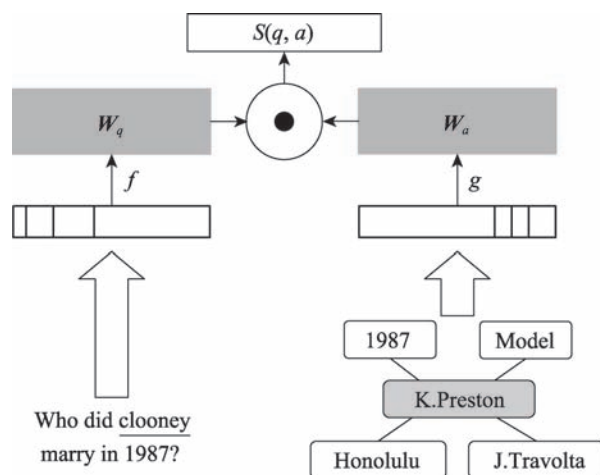 S(q, a)
W_q
W_a
f
g
1987
Model
K.Preston
Who did clooney
marry in 1987?
Honolulu
J.Travolta